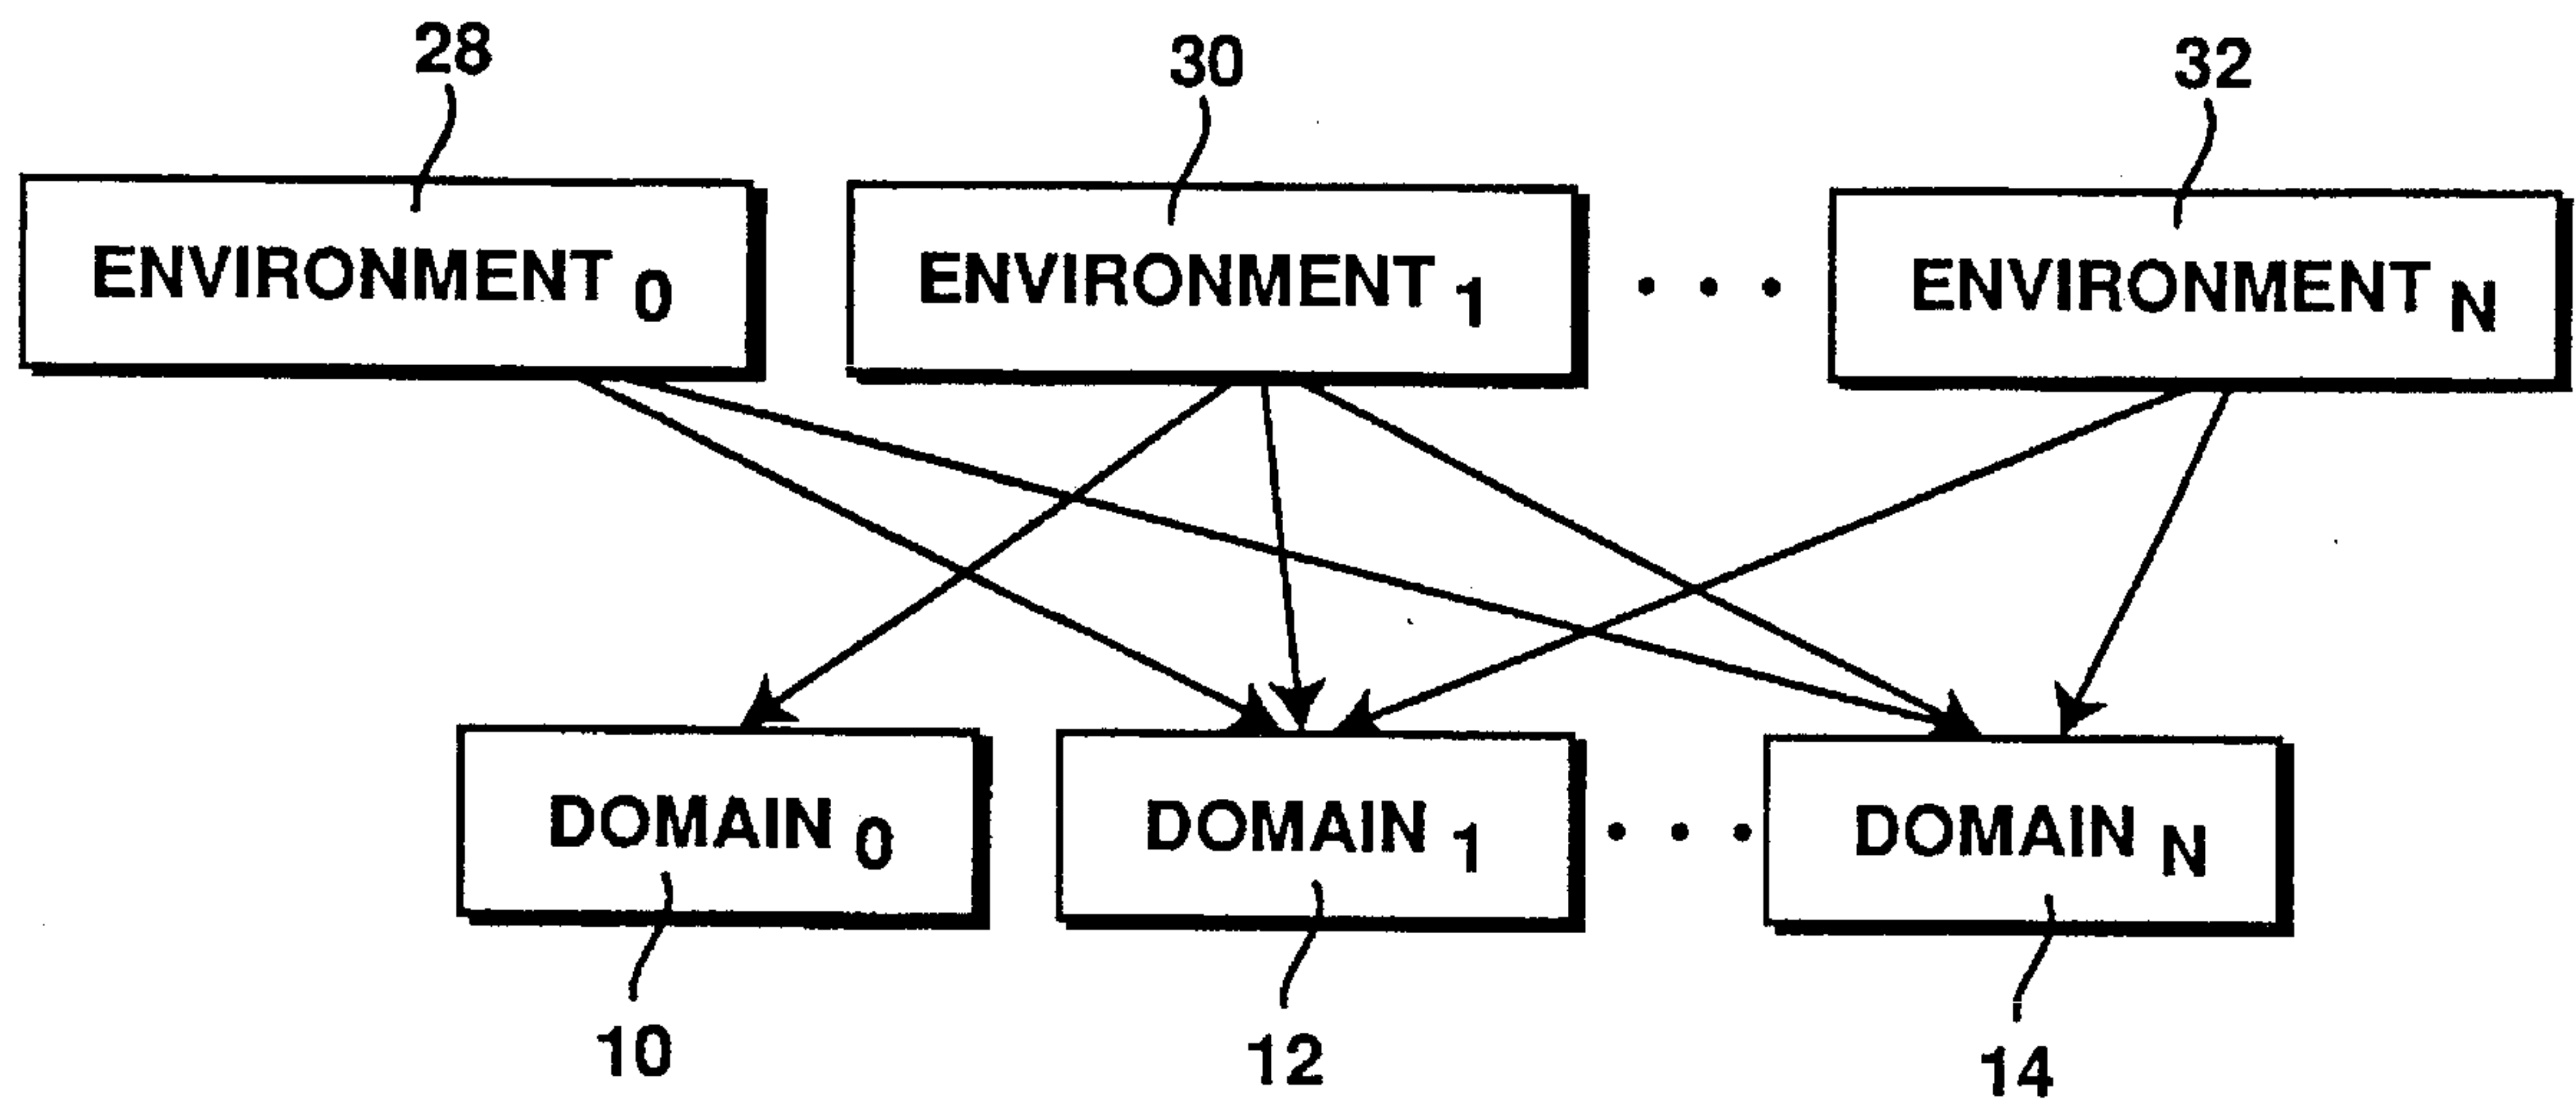 28 30 32
ENVIRONMENT 0 ENVIRONMENT 1 • • • ENVIRONMENT N
DOMAIN 0 DOMAIN 1 • • • DOMAIN N
10 12 14